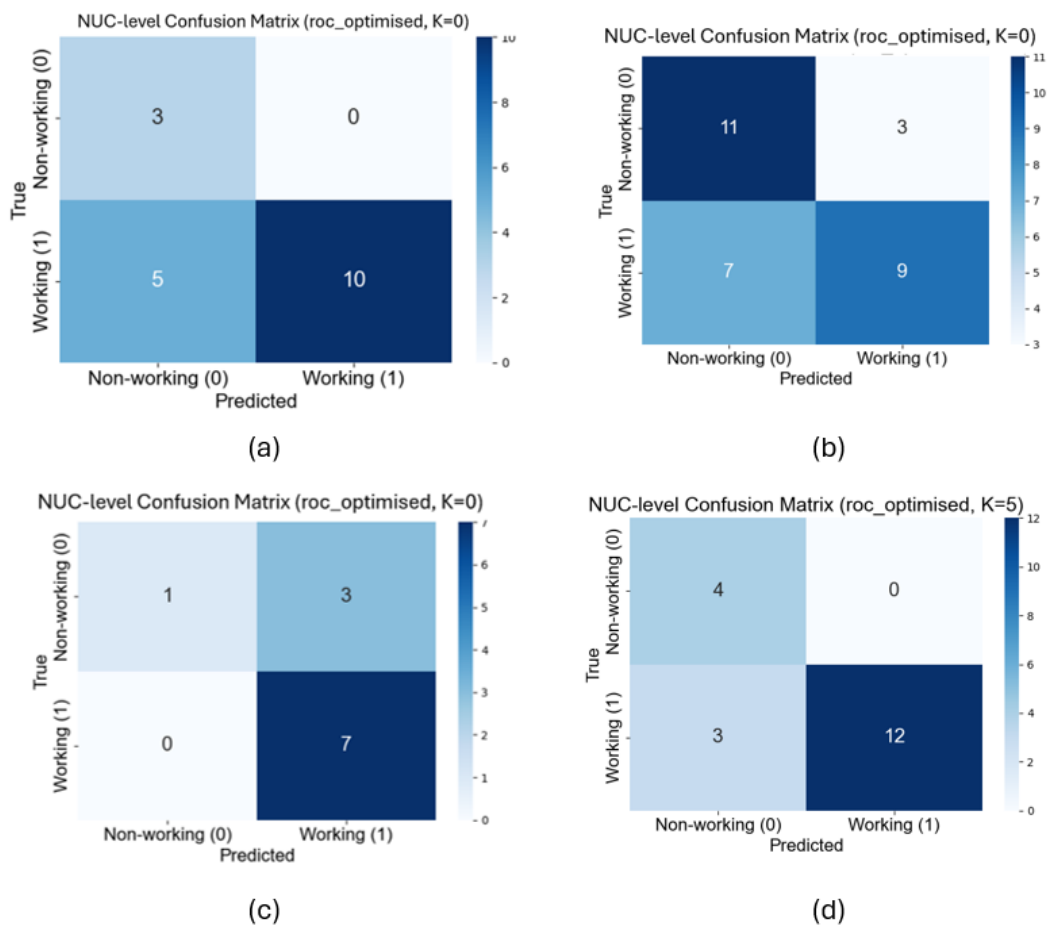 NUC-level Confusion Matrix (roc_optimised, K=0)
Non-working (0)
Working (1)
True
3
0
5
10
Non-working (0)
Working (1)
Predicted
10
8
6
4
2
0
(a)
NUC-level Confusion Matrix (roc_optimised, K=0)
Non-working (0)
Working (1)
True
11
3
7
9
Non-working (0)
Working (1)
Predicted
11
10
9
8
7
6
5
4
3
(b)
NUC-level Confusion Matrix (roc_optimised, K=0)
Non-working (0)
Working (1)
True
1
3
0
7
Non-working (0)
Working (1)
Predicted
7
6
5
4
3
2
1
0
(c)
NUC-level Confusion Matrix (roc_optimised, K=5)
Non-working (0)
Working (1)
True
4
0
3
12
Non-working (0)
Working (1)
Predicted
12
10
8
6
4
2
0
(d)